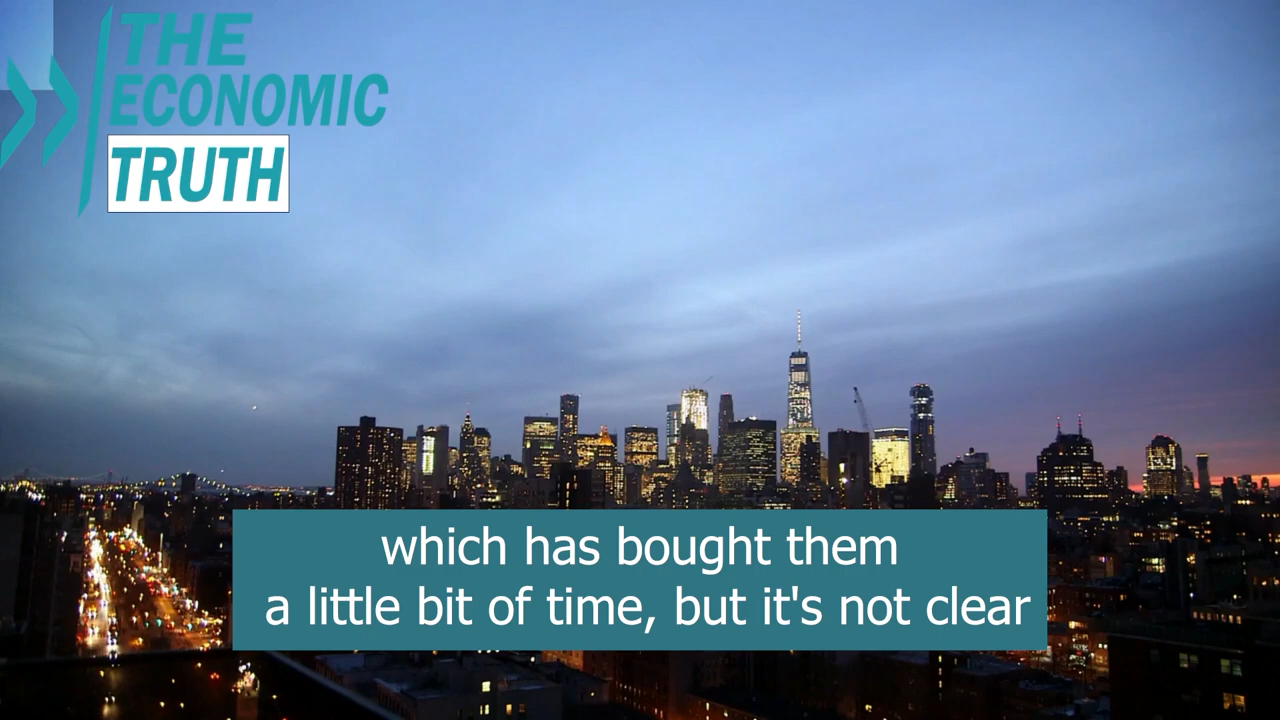 THE
ECONOMIC
TRUTH
which has bought them
a little bit of time, but it's not clear